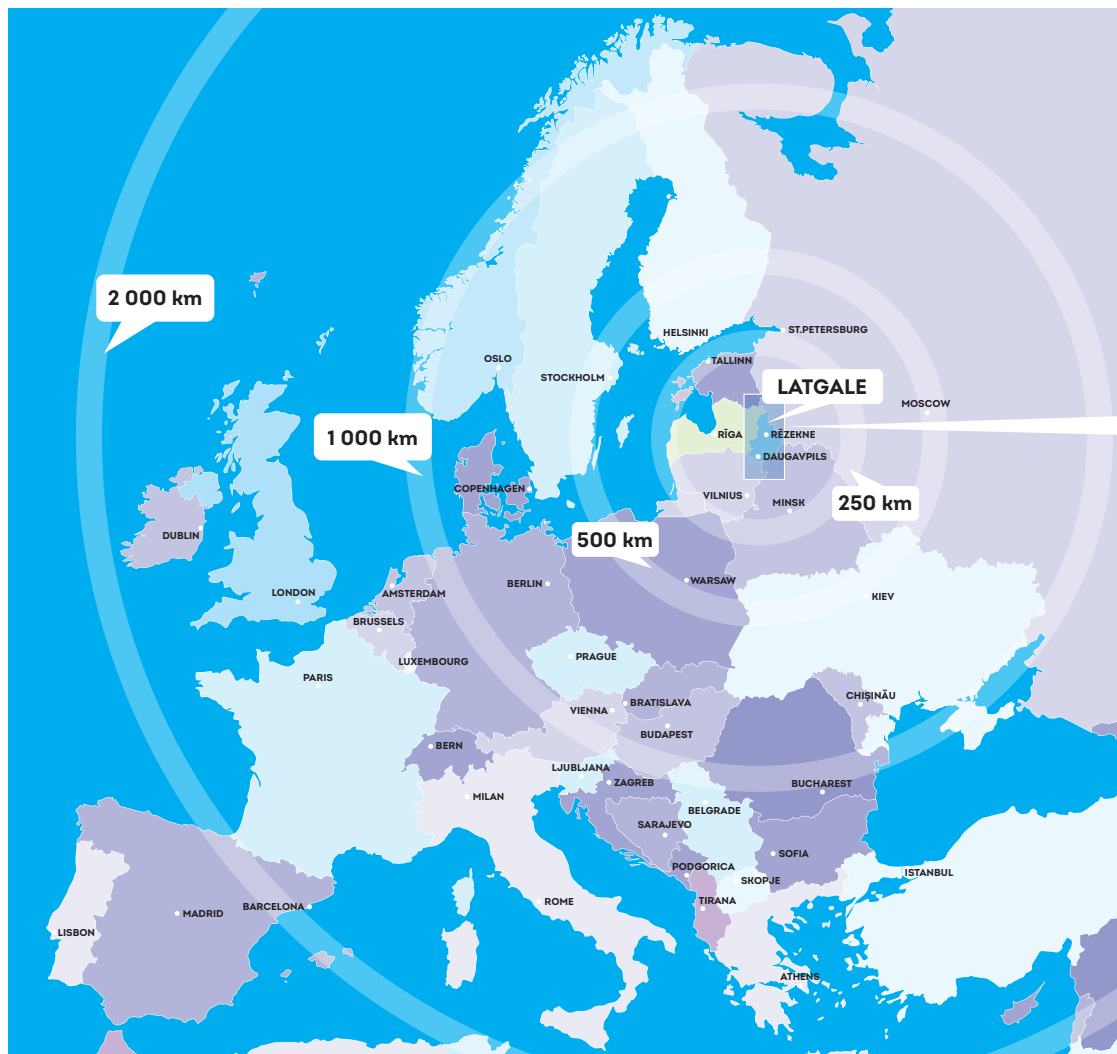 2 000 km
HELSINKI
ST.PETERSBURG
OSLO
TALLINN
STOCKHOLM
LATGALE
MOSCOW
1 000 km
RĪGA
RĒZEKNE
DAUGAVPILS
COPENHAGEN
VILNIUS
MINSK
250 km
DUBLIN
500 km
BERLIN
WARSAW
LONDON
AMSTERDAM
KIEV
BRUSSELS
PRAGUE
LUXEMBOURG
PARIS
CHIȘINĂU
BRATISLAVA
VIENNA
BUDAPEST
BERN
LJUBLJANA
ZAGREB
BUCHAREST
MILAN
BELGRADE
SARAJEVO
SOFIA
PODGORICA
ISTANBUL
SKOPJE
TIRANA
ROME
BARCELONA
MADRID
LISBON
ATHENS